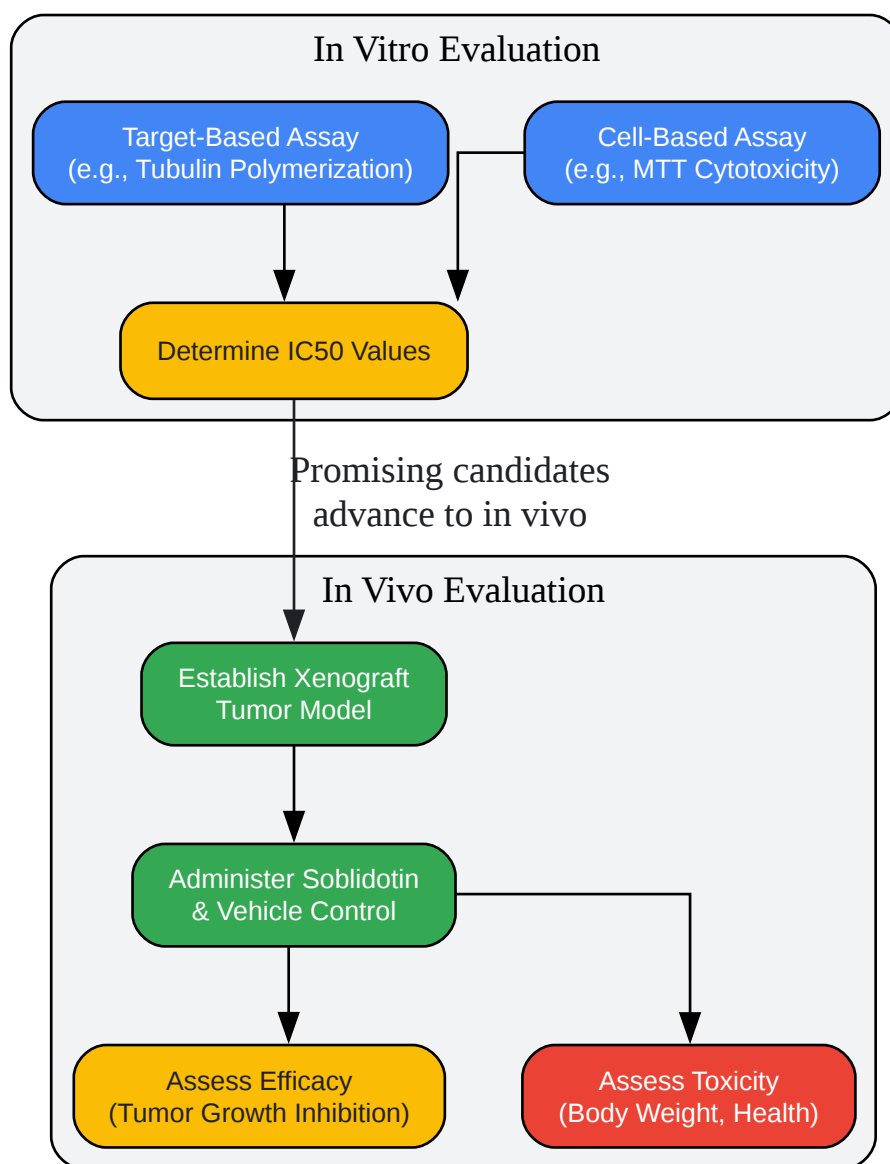 In Vitro Evaluation
Target-Based Assay
(e.g., Tubulin Polymerization)
Cell-Based Assay
(e.g., MTT Cytotoxicity)
Determine IC50 Values
Promising candidates
advance to in vivo
In Vivo Evaluation
Establish Xenograft
Tumor Model
Administer Soblidotin
& Vehicle Control
Assess Efficacy
(Tumor Growth Inhibition)
Assess Toxicity
(Body Weight, Health)